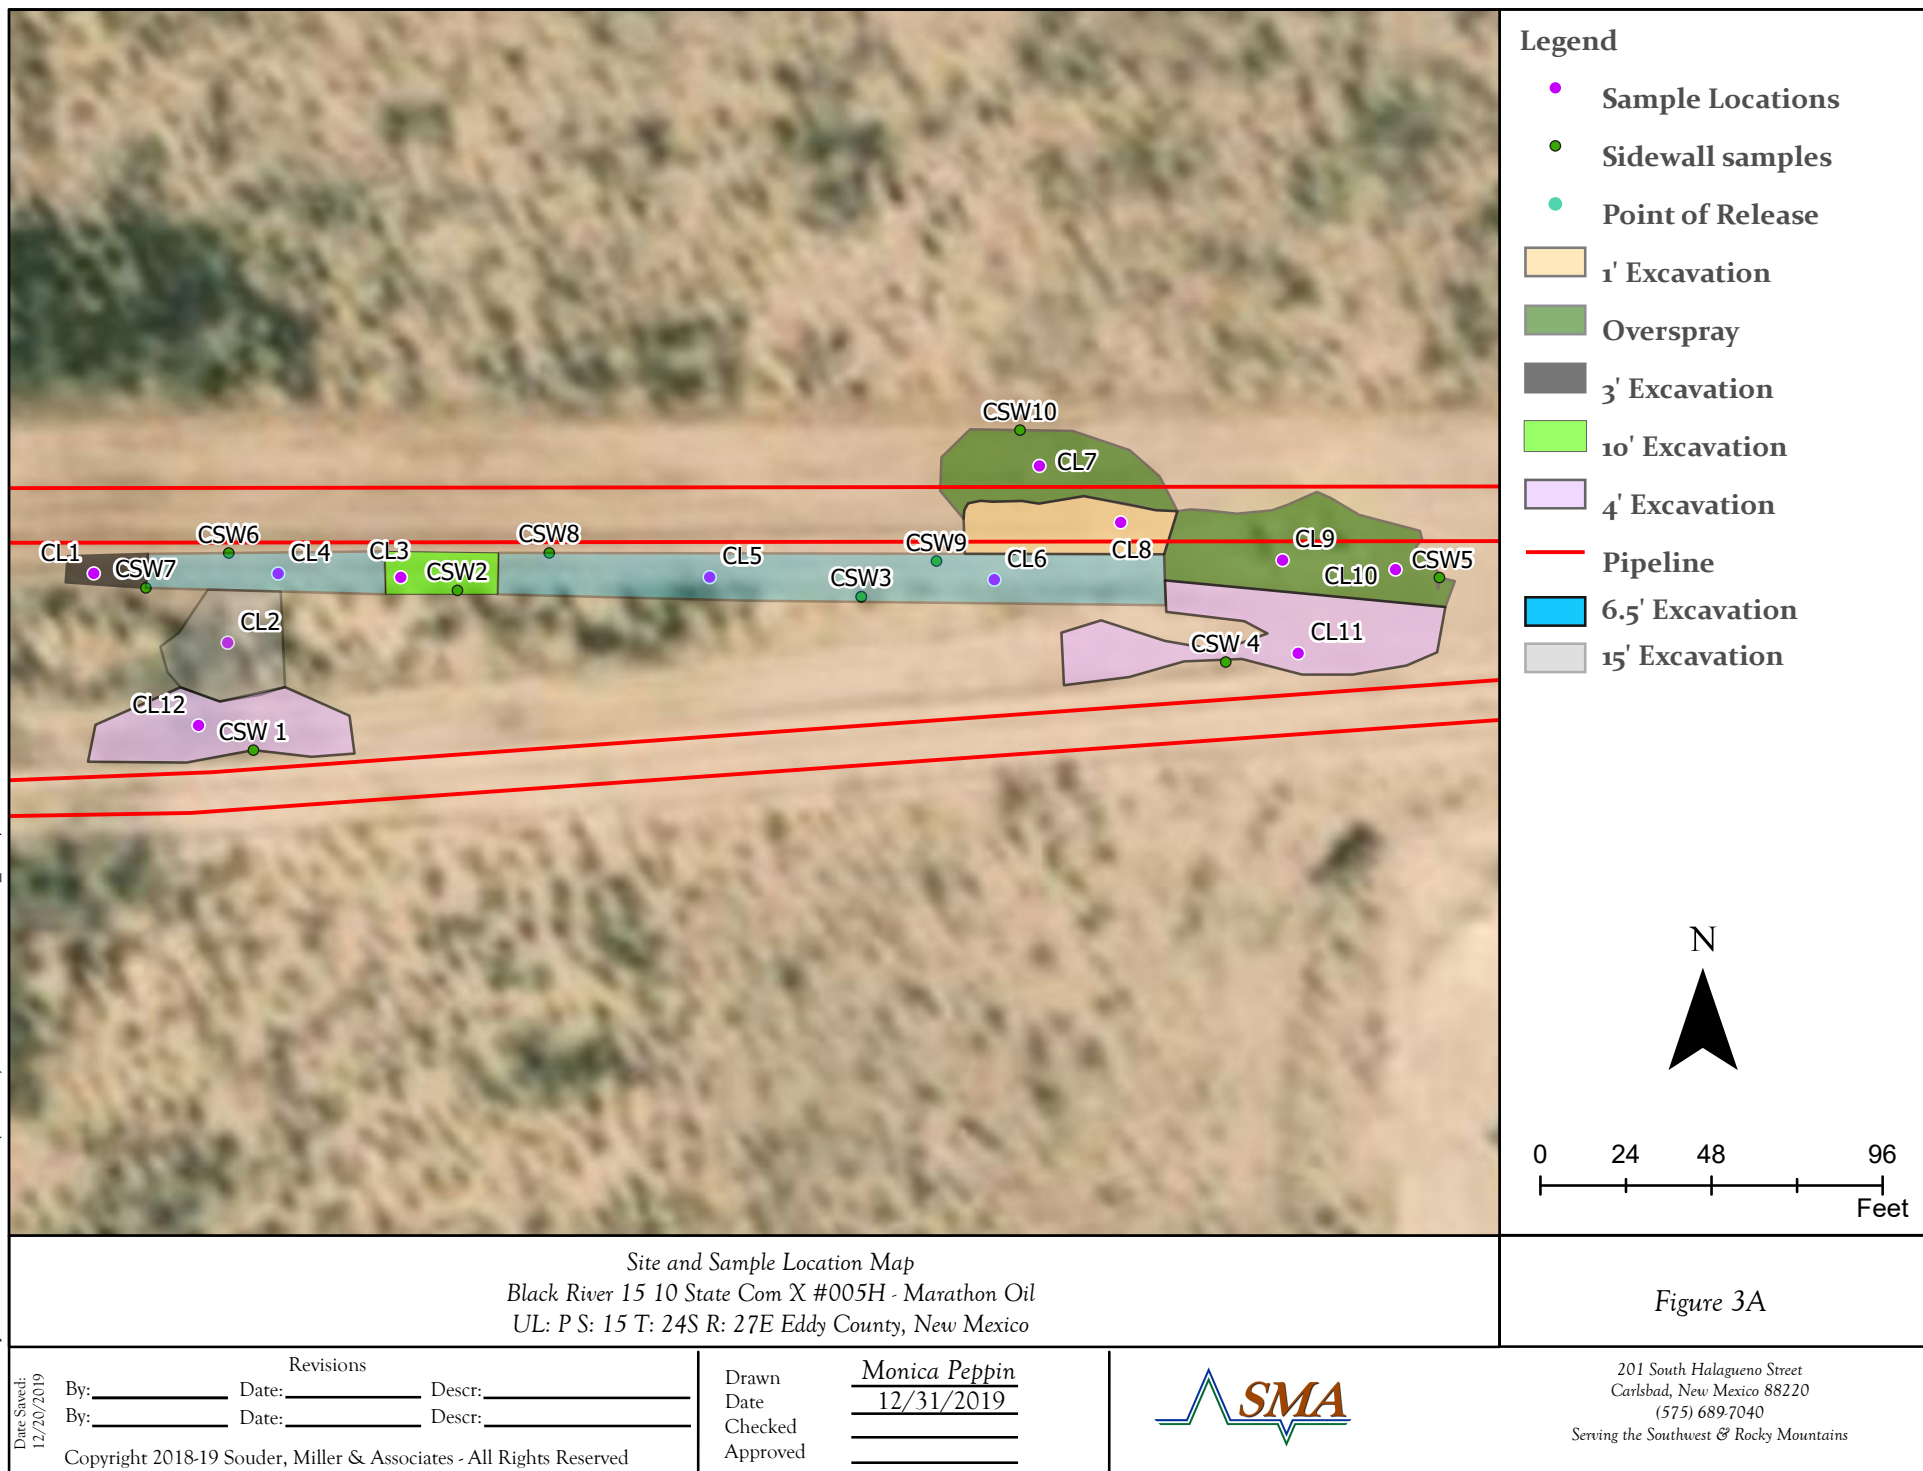 Legend
Sample Locations
Sidewall samples
Point of Release
1' Excavation
Overspray
3' Excavation
10' Excavation
4' Excavation
Pipeline
6.5' Excavation
15' Excavation
CSW10
CL7
CSW6
CSW8
CL1
CSW7
CL4
CL3
CSW2
CL5
CSW9
CSW3
CL6
CL8
CL9
CL10
CSW5
CL2
CSW 4
CL11
CL12
CSW 1
N
0 24 48 96
Feet
Site and Sample Location Map
Black River 15 10 State Com X #005H - Marathon Oil
UL: P S: 15 T: 24S R: 27E Eddy County, New Mexico
Figure 3A
Date Saved:
12/20/2019
Revisions
By: Date: Descr:
By: Date: Descr:
Copyright 2018-19 Souder, Miller & Associates - All Rights Reserved
Drawn Monica Peppin
Date 12/31/2019
Checked
Approved
SMA
201 South Halagueno Street
Carlsbad, New Mexico 88220
(575) 689-7040
Serving the Southwest & Rocky Mountains